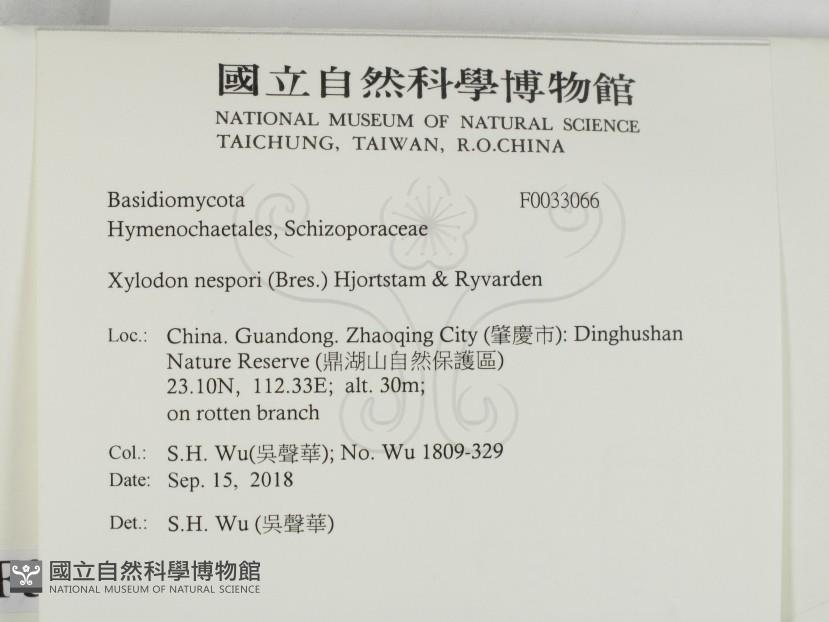 國立自然科學博物館
NATIONAL MUSEUM OF NATURAL SCIENCE
TAICHUNG, TAIWAN, R.O.CHINA
Basidiomycota F0033066
Hymenochaetales, Schizoporaceae
Xylodon nespori (Bres.) Hjortstam & Ryvarden
Loc.: China. Guandong. Zhaoqing City (肇慶市): Dinghushan
Nature Reserve (鼎湖山自然保護區)
23.10N, 112.33E; alt. 30m;
on rotten branch
Col.: S.H. Wu(吳聲華); No. Wu 1809-329
Date: Sep. 15, 2018
Det.: S.H. Wu (吳聲華)
國立自然科學博物館
NATIONAL MUSEUM OF NATURAL SCIENCE